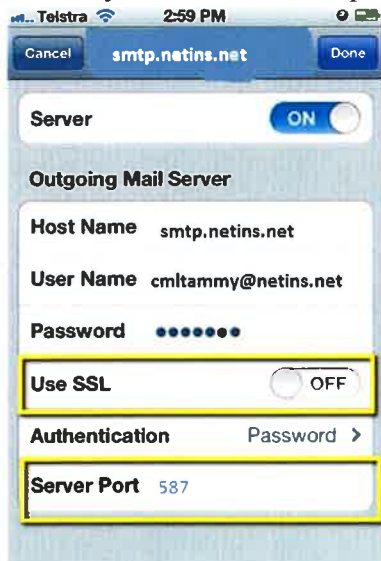 Telstra 2:59 PM
Cancel smtp.netins.net Done
Server ON
Outgoing Mail Server
Host Name smtp.netins.net
User Name cmltammy@netins.net
Password •••••••
Use SSL OFF
Authentication Password >
Server Port 587